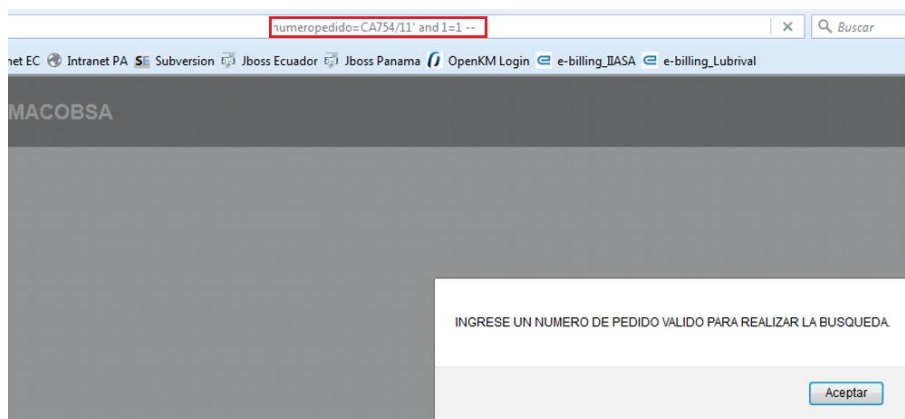 numeropedido=CA754/11' and 1=1 --
Buscar
net EC Intranet PA SE Subversion Jboss Ecuador Jboss Panama OpenKM Login e-billing_IIASA e-billing_Lubrival
MACOBSA
INGRESE UN NUMERO DE PEDIDO VALIDO PARA REALIZAR LA BUSQUEDA.
Aceptar